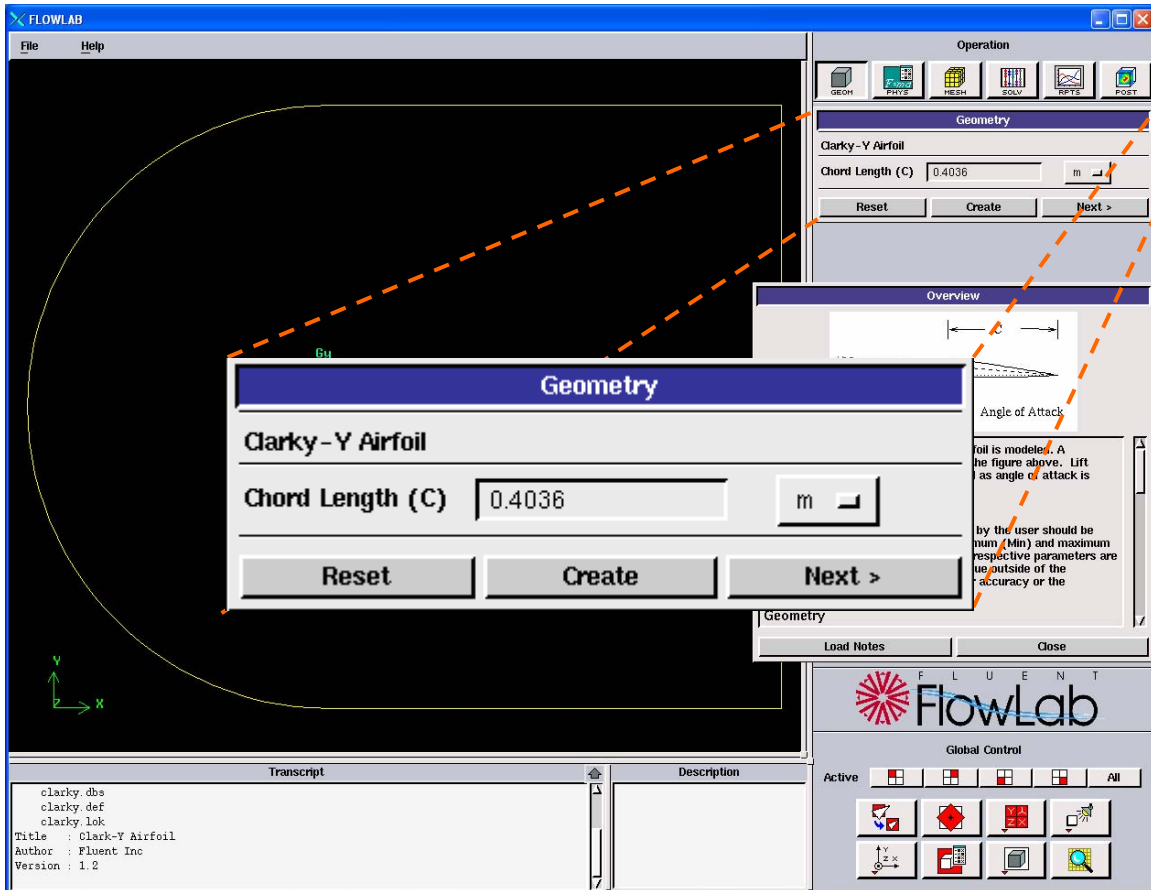 FLOWLAB
File Help
Operation
GEOM PHYS MESH SOLV RPTS POST
Geometry
Clarky-Y Airfoil
Chord Length (C) 0.4036 m
Reset Create Next >
Overview
C
Angle of Attack
foil is modeled. A
he figure above. Lift
d as angle of attack is
by the user should be
mum (Min) and maximum
respective parameters are
ue outside of the
r accuracy or the
Geometry
Load Notes Close
Gy
Geometry
Clarky-Y Airfoil
Chord Length (C) 0.4036 m
Reset Create Next >
Y
Z X
FLUENT
FlowLab
Global Control
Active All
Transcript
clarky.dbs
clarky.def
clarky.lok
Title : Clark-Y Airfoil
Author : Fluent Inc
Version : 1.2
Description